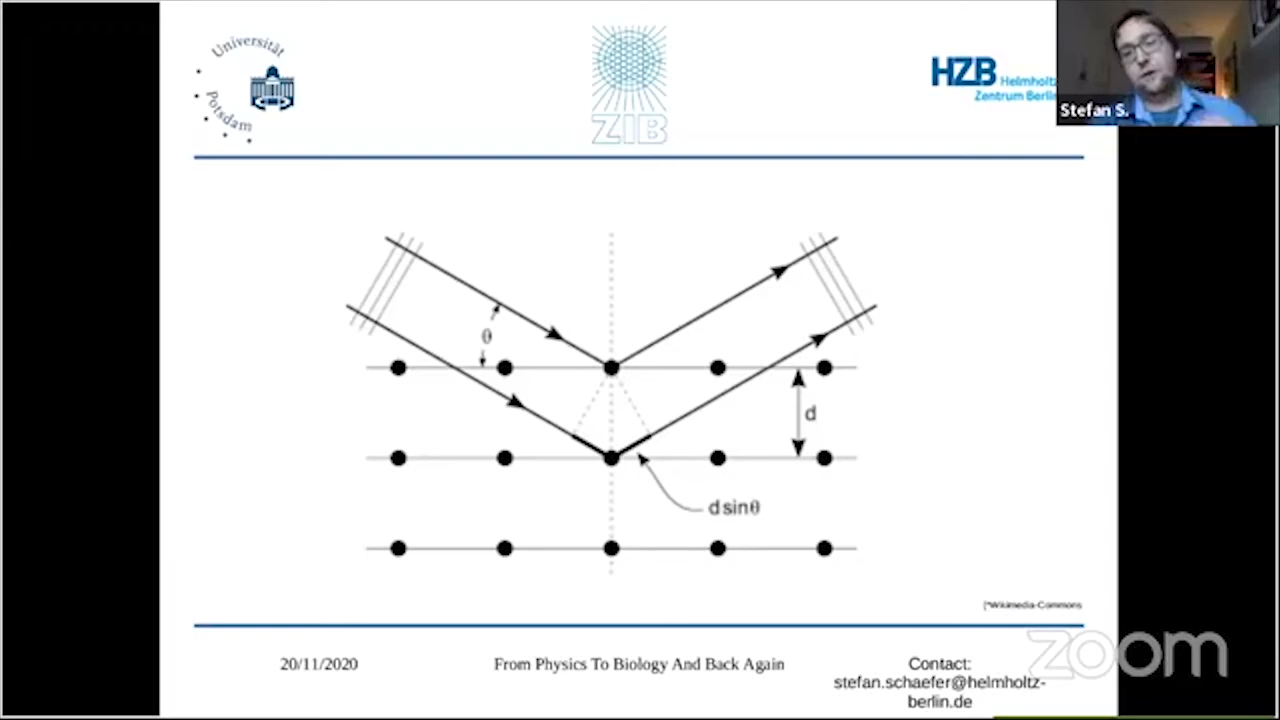 Universität
Potsdam
ZIB
HZB Helmholtz
Zentrum Berlin
Stefan S.
θ
d
d sinθ
[*Wikimedia-Commons
20/11/2020
From Physics To Biology And Back Again
Contact:
stefan.schaefer@helmholtz-
berlin.de
zoom